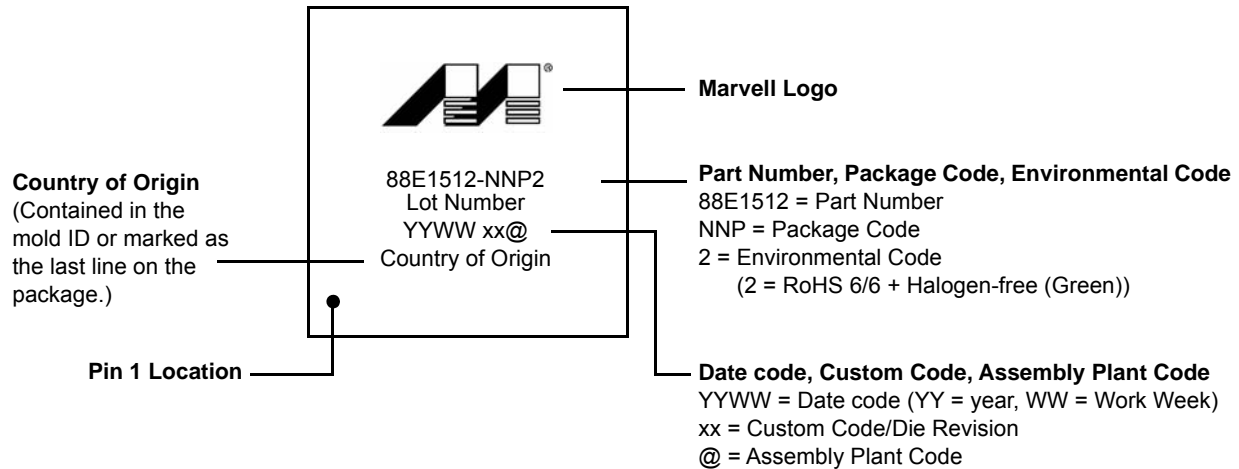 ®
Marvell Logo
Country of Origin
(Contained in the
mold ID or marked as
the last line on the
package.)
88E1512-NNP2
Lot Number
YYWW xx@
Country of Origin
Part Number, Package Code, Environmental Code
88E1512 = Part Number
NNP = Package Code
2 = Environmental Code
(2 = RoHS 6/6 + Halogen-free (Green))
Pin 1 Location
Date code, Custom Code, Assembly Plant Code
YYWW = Date code (YY = year, WW = Work Week)
xx = Custom Code/Die Revision
@ = Assembly Plant Code